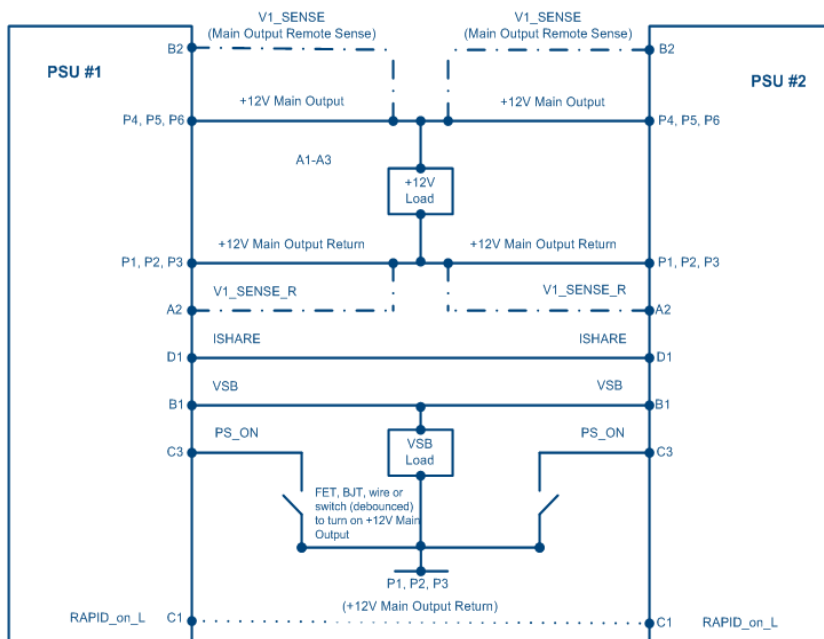 V1_SENSE
(Main Output Remote Sense)
V1_SENSE
(Main Output Remote Sense)
B2
B2
PSU #1
PSU #2
+12V Main Output
+12V Main Output
P4, P5, P6
P4, P5, P6
A1-A3
+12V
Load
+12V Main Output Return
+12V Main Output Return
P1, P2, P3
P1, P2, P3
V1_SENSE_R
V1_SENSE_R
A2
A2
ISHARE
ISHARE
D1
D1
VSB
VSB
B1
B1
PS_ON
PS_ON
C3
C3
VSB
Load
FET, BJT, wire or
switch (debounced)
to turn on +12V Main
Output
P1, P2, P3
(+12V Main Output Return)
RAPID_on_L
C1
C1
RAPID_on_L